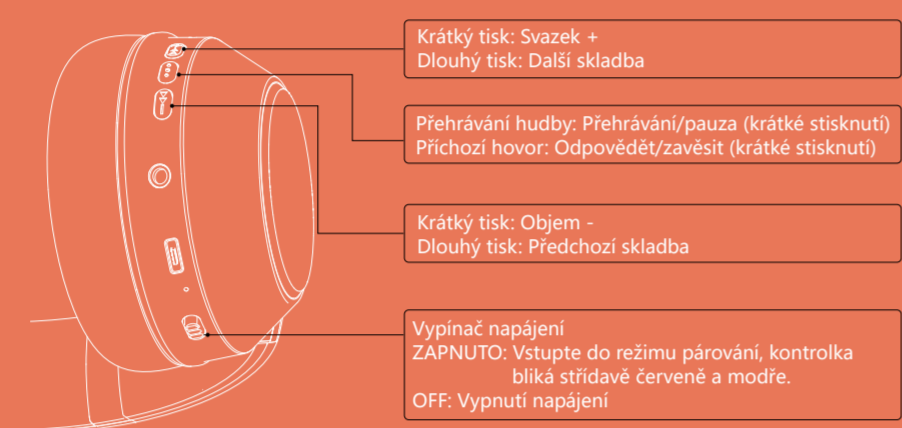 Krátký tisk: Svazek +
Dlouhý tisk: Další skladba
Přehrávání hudby: Přehrávání/pauza (krátké stisknutí)
Příchozí hovor: Odpovědět/zavěsit (krátké stisknutí)
Krátký tisk: Objem -
Dlouhý tisk: Předchozí skladba
Vypínač napájení
ZAPNUTO: Vstupte do režimu párování, kontrolka
bliká střídavě červeně a modře.
OFF: Vypnutí napájení